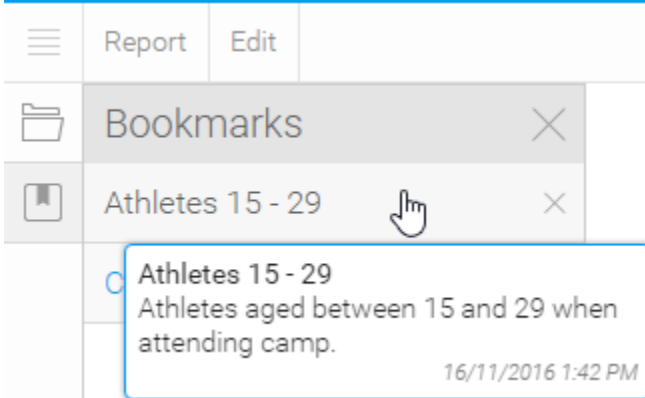 Report Edit
Bookmarks
Athletes 15 - 29
Athletes 15 - 29
Athletes aged between 15 and 29 when
attending camp.
16/11/2016 1:42 PM